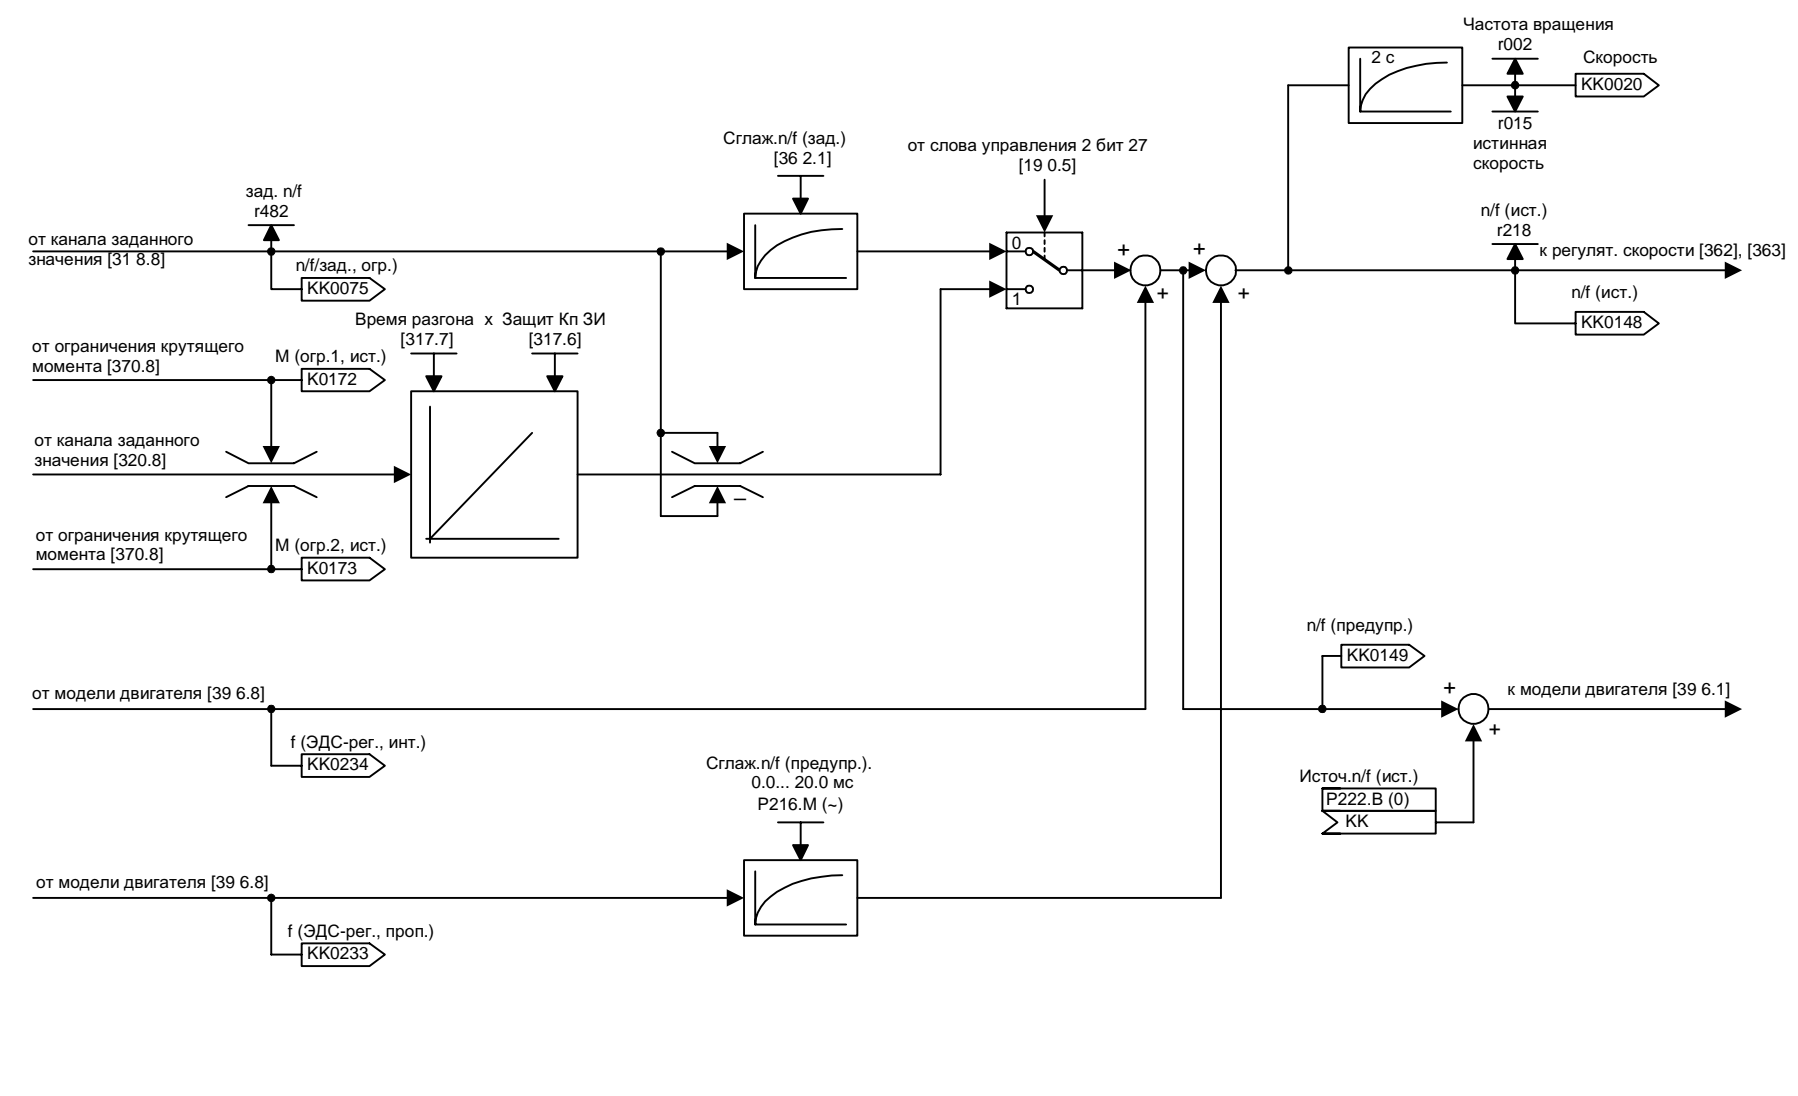 Частота вращения
r002
2 с
Скорость
KK0020
r015
истинная
скорость
Сглаж.n/f (зад.)
[36 2.1]
от слова управления 2 бит 27
[19 0.5]
зад. n/f
r482
от канала заданного
значения [31 8.8]
n/f/зад., огр.)
KK0075
0
1
+
+
+
+
n/f (ист.)
r218
к регулят. скорости [362], [363]
n/f (ист.)
KK0148
Время разгона x Защит Кп ЗИ
[317.7]
[317.6]
от ограничения крутящего
момента [370.8]
М (огр.1, ист.)
K0172
от канала заданного
значения [320.8]
–
от ограничения крутящего
момента [370.8]
М (огр.2, ист.)
K0173
n/f (предупр.)
KK0149
от модели двигателя [39 6.8]
+
+
к модели двигателя [39 6.1]
f (ЭДС-рег., инт.)
KK0234
Сглаж.n/f (предупр.).
0.0... 20.0 мс
P216.M (~)
Источ.n/f (ист.)
P222.B (0)
KK
от модели двигателя [39 6.8]
f (ЭДС-рег., проп.)
KK0233